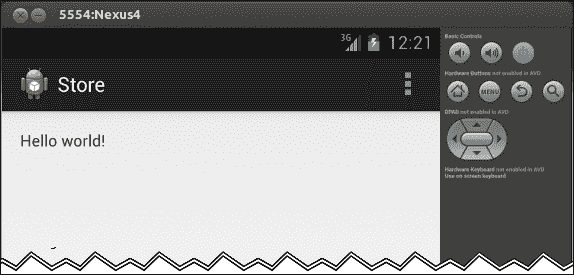 5554:Nexus4
3G 12:21
Store
Hello world!
Basic Controls
Hardware Buttons not enabled in AVD
MENU
DPAD not enabled in AVD
Hardware Keyboard not enabled in AVD
Use on screen keyboard